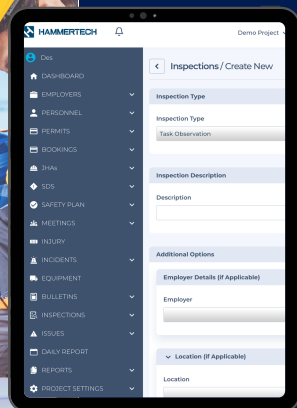 HAMMERTECH
Demo Project
Des
Inspections / Create New
DASHBOARD
EMPLOYERS
PERSONNEL
PERMITS
BOOKINGS
JHAs
SDS
SAFETY PLAN
MEETINGS
INJURY
INCIDENTS
EQUIPMENT
BULLETINS
INSPECTIONS
ISSUES
DAILY REPORT
REPORTS
PROJECT SETTINGS
Inspection Type
Inspection Type
Task Observation
Inspection Description
Description
Additional Options
Employer Details (If Applicable)
Employer
Location (If Applicable)
Location